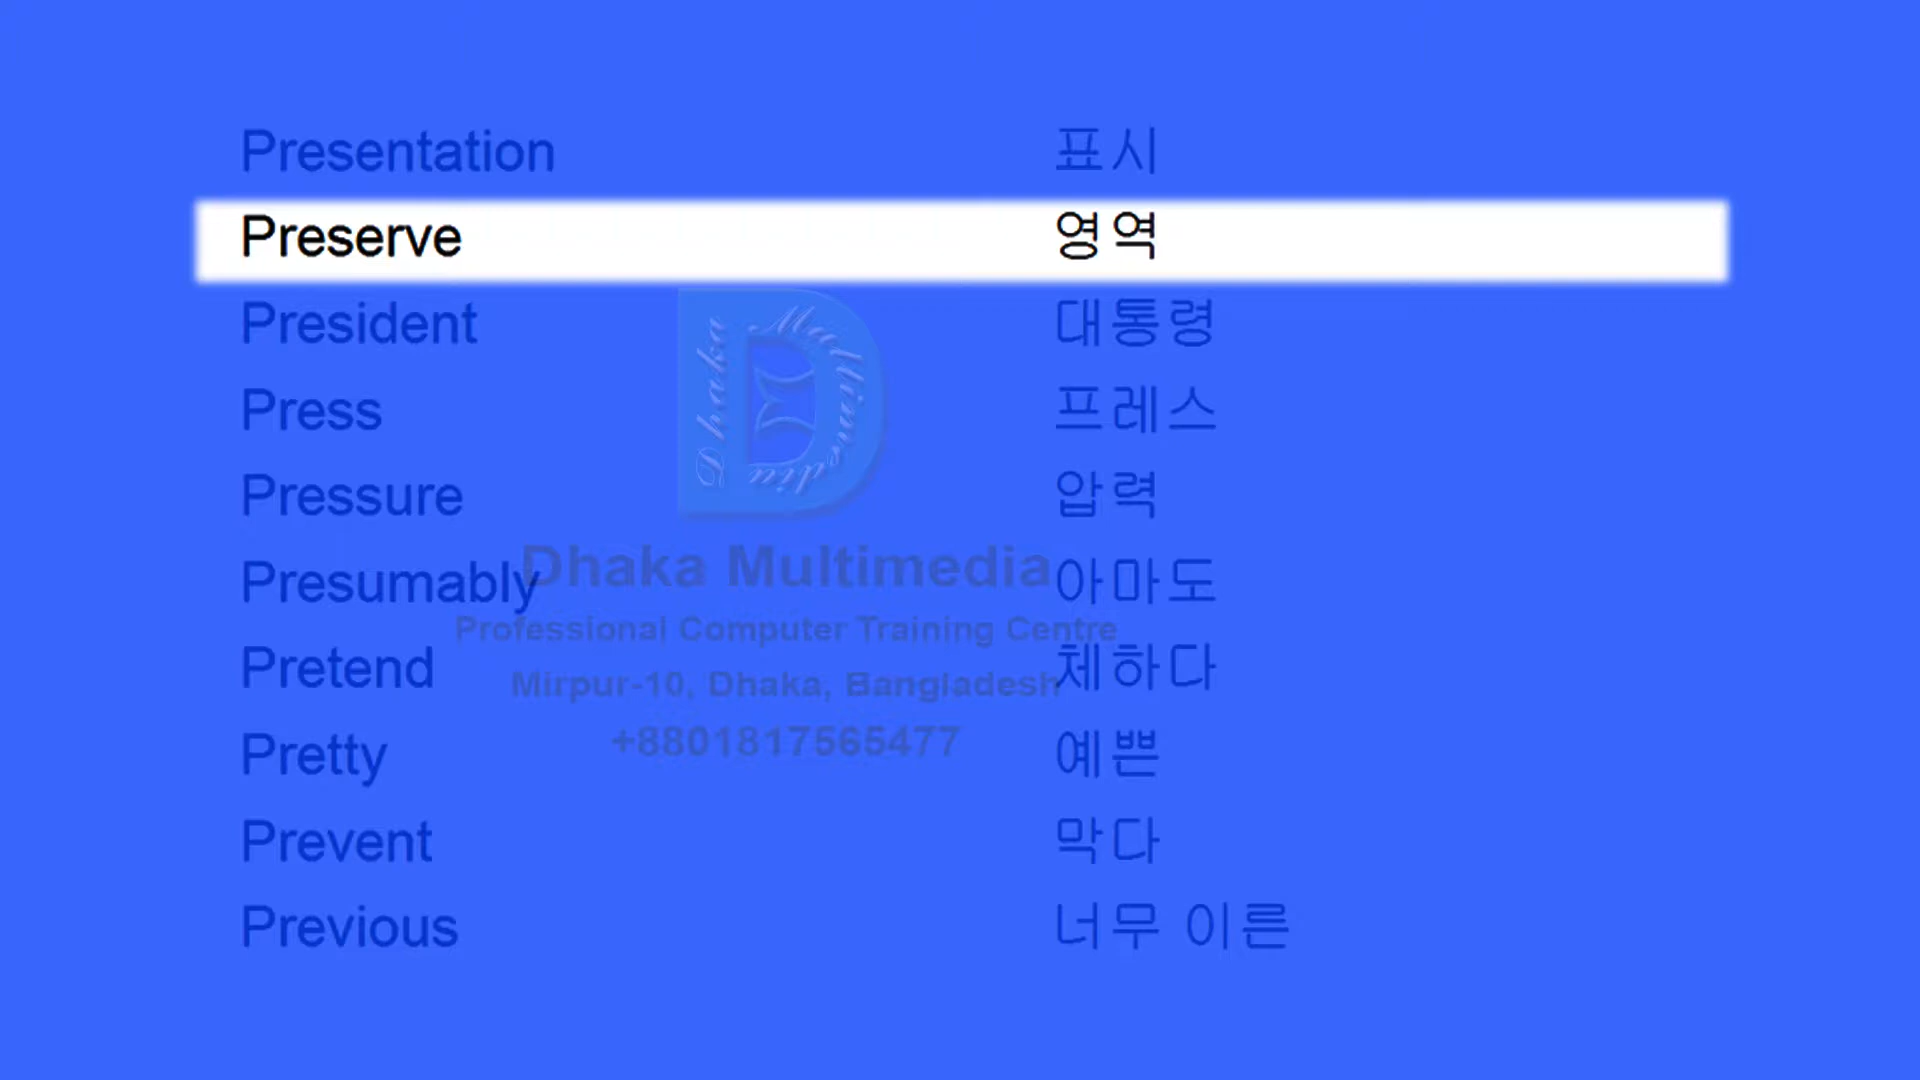 Presentation 표시
Preserve 영역
President 대통령
Press 프레스
Pressure 압력
Presumably 아마도
Pretend 체하다
Pretty 예쁜
Prevent 막다
Previous 너무 이른
Dhaka Multimedia
Dhaka Multimedia
Professional Computer Training Centre
Mirpur-10, Dhaka, Bangladesh
+8801817565477